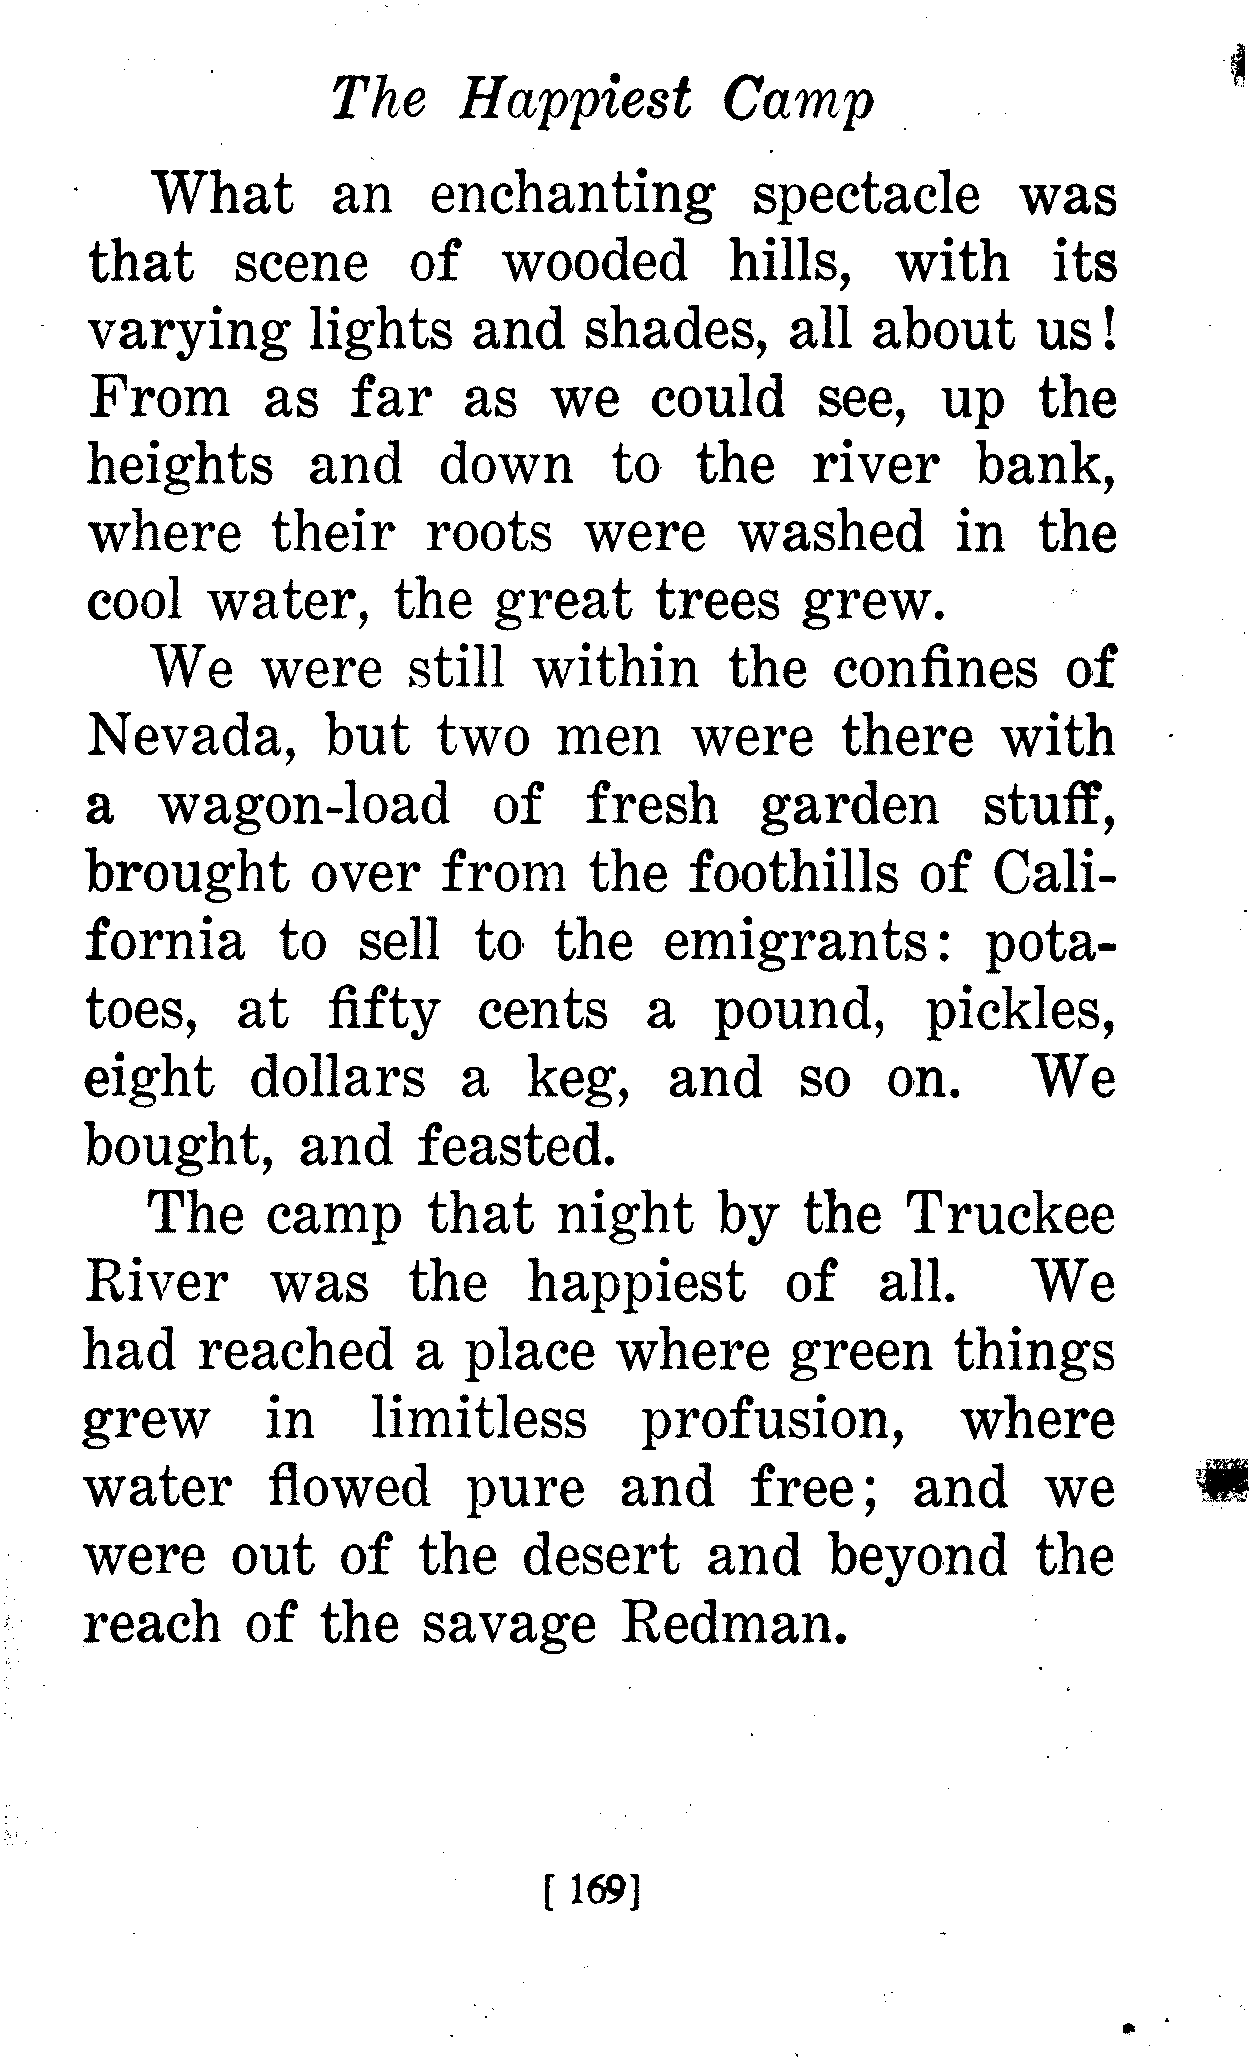 The Happiest Camp
What an enchanting spectacle was
that scene of wooded hills, with its
varying lights and shades, all about us!
From as far as we could see, up the
heights and down to the river bank,
where their roots were washed in the
cool water, the great trees grew.
We were still within the confines of
Nevada, but two men were there with
a wagon-load of fresh garden stuff,
brought over from the foothills of Cali-
fornia to sell to the emigrants: pota-
toes, at fifty cents a pound, pickles,
eight dollars a keg, and so on. We
bought, and feasted.
The camp that night by the Truckee
River was the happiest of all. We
had reached a place where green things
grew in limitless profusion, where
water flowed pure and free; and we
were out of the desert and beyond the
reach of the savage Redman.
[ 169]